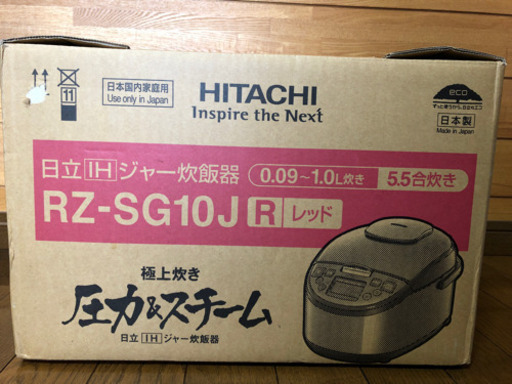 11
日本国内家庭用
Use only in Japan
HITACHI
Inspire the Next
eco
日本製
Made in Japan
日立IHジャー炊飯器
0.09~1.0L炊き
5.5合炊き
RZ-SG10J R レッド
極上炊き
圧力&スチーム
日立IHジャー炊飯器